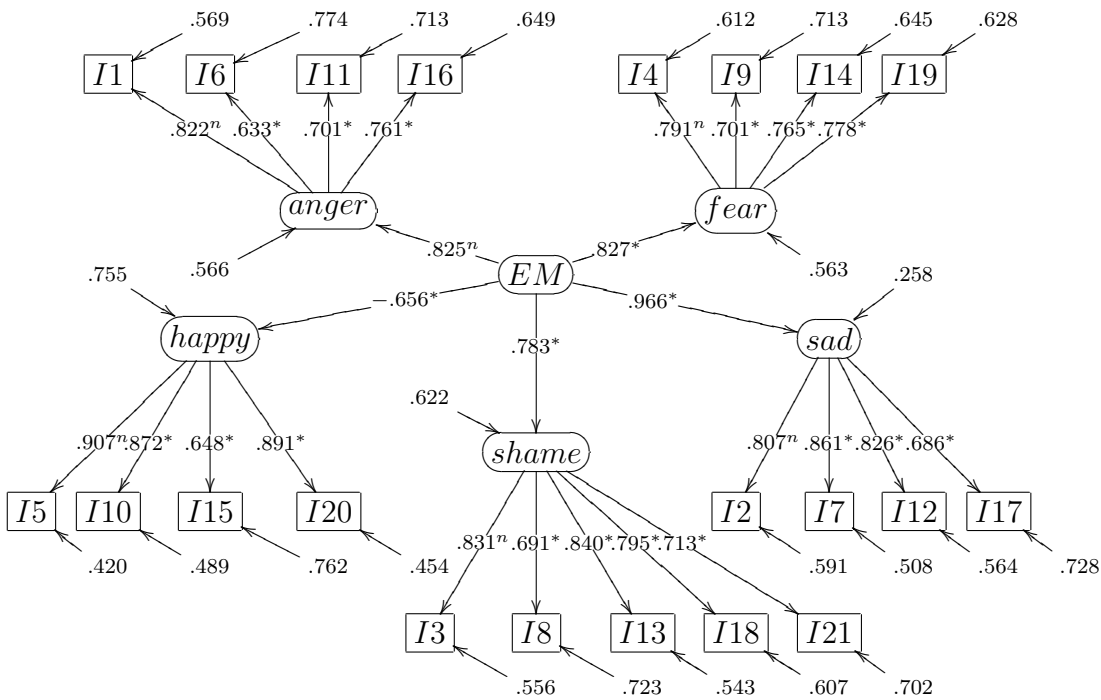 .569 .774 .713 .649 .612 .713 .645 .628
I1 I6 I11 I16 I4 I9 I14 I19
.822ⁿ .633* .701* .761* .791ⁿ .701* .765* .778*
anger fear
.825ⁿ .827*
.566 .563
.755 EM .258
−.656* .966*
happy .783* sad
.622
.907ⁿ .872* .648* .891* shame .807ⁿ .861* .826* .686*
I5 I10 I15 I20 I2 I7 I12 I17
.831ⁿ .691* .840* .795* .713*
.420 .489 .762 .454 .591 .508 .564 .728
I3 I8 I13 I18 I21
.556 .723 .543 .607 .702